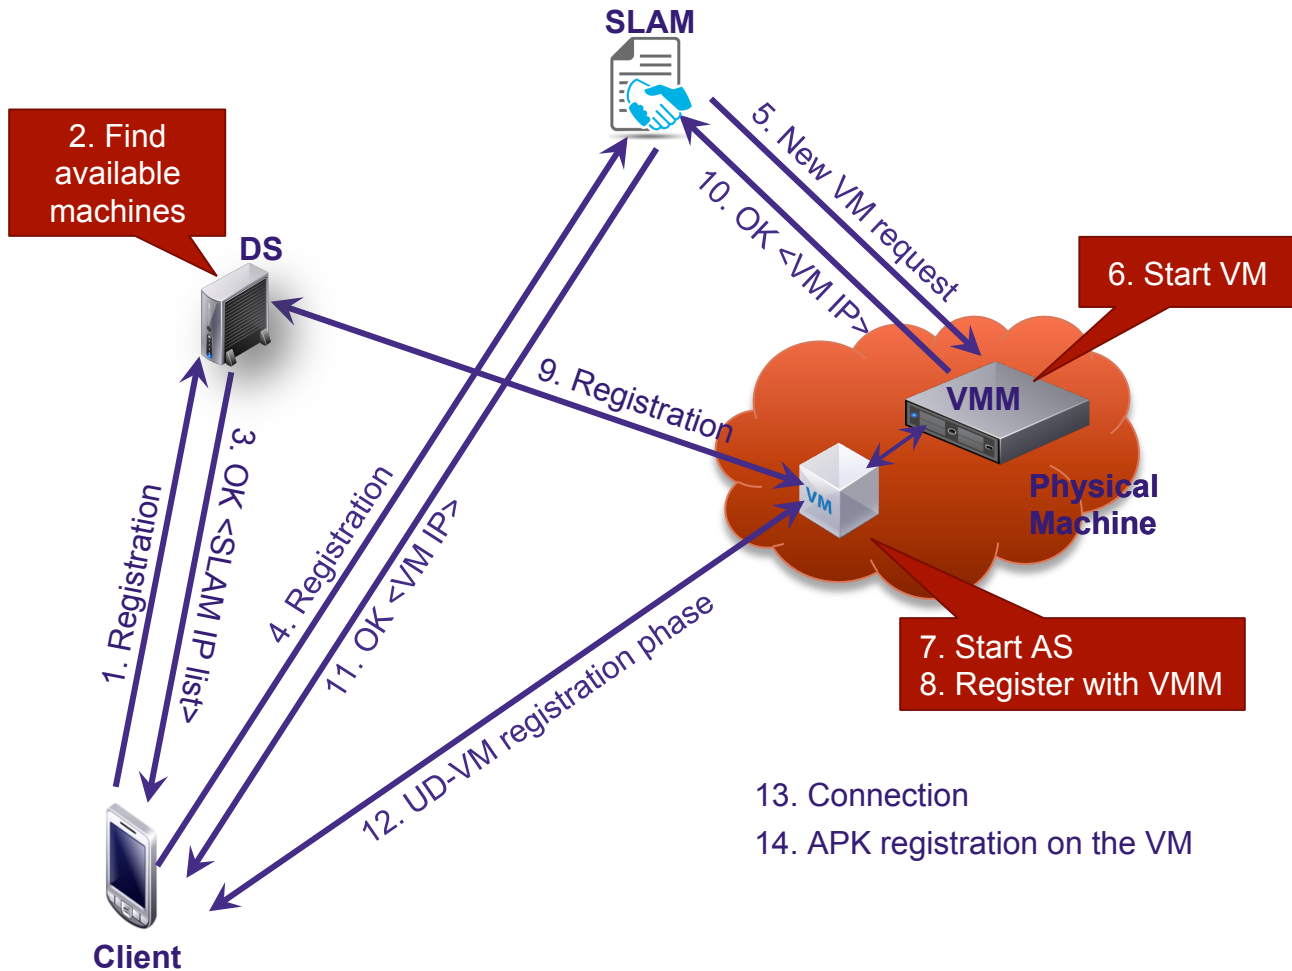 SLAM
2. Find
available
machines
DS
5. New VM request
10. OK <VM IP>
6. Start VM
9. Registration
VMM
VM
Physical
Machine
3. OK <SLAM IP list>
1. Registration
4. Registration
11. OK <VM IP>
12. UD-VM registration phase
7. Start AS
8. Register with VMM
13. Connection
14. APK registration on the VM
Client